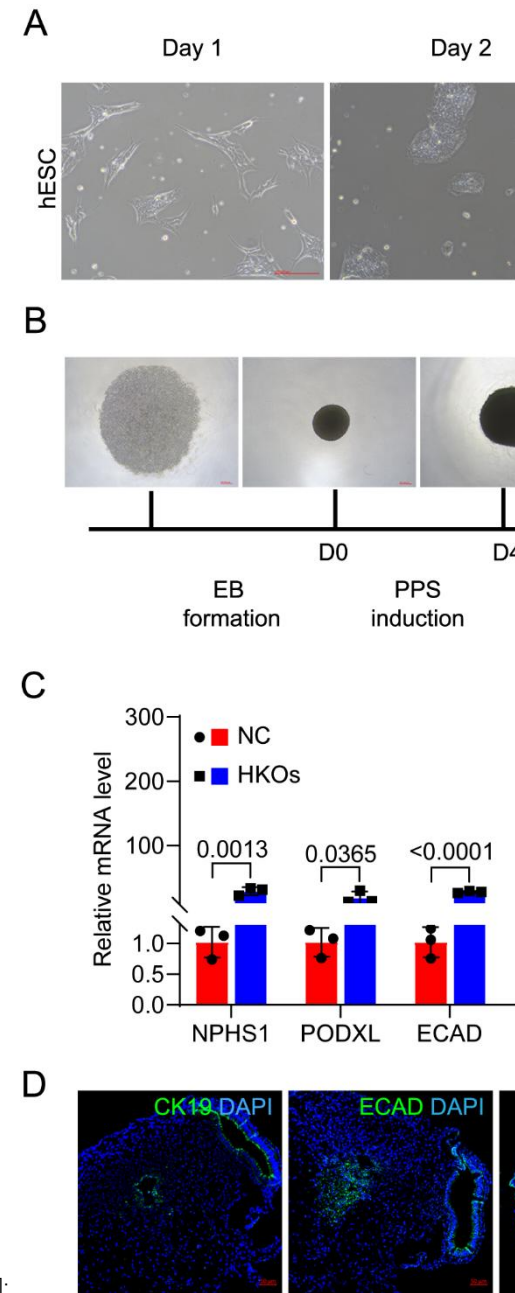 A
Day 1
Day 2
hESC
B
D0
D4
EB
formation
PPS
induction
C
Relative mRNA level
300
200
100
1.0
0.5
0.0
NC
HKOs
0.0013
0.0365
<0.0001
NPHS1
PODXL
ECAD
D
CK19 DAPI
ECAD DAPI